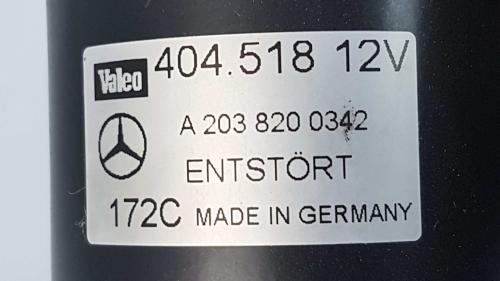 Valeo 404.518 12V
A 203 820 0342
ENTSTÖRT
172C MADE IN GERMANY